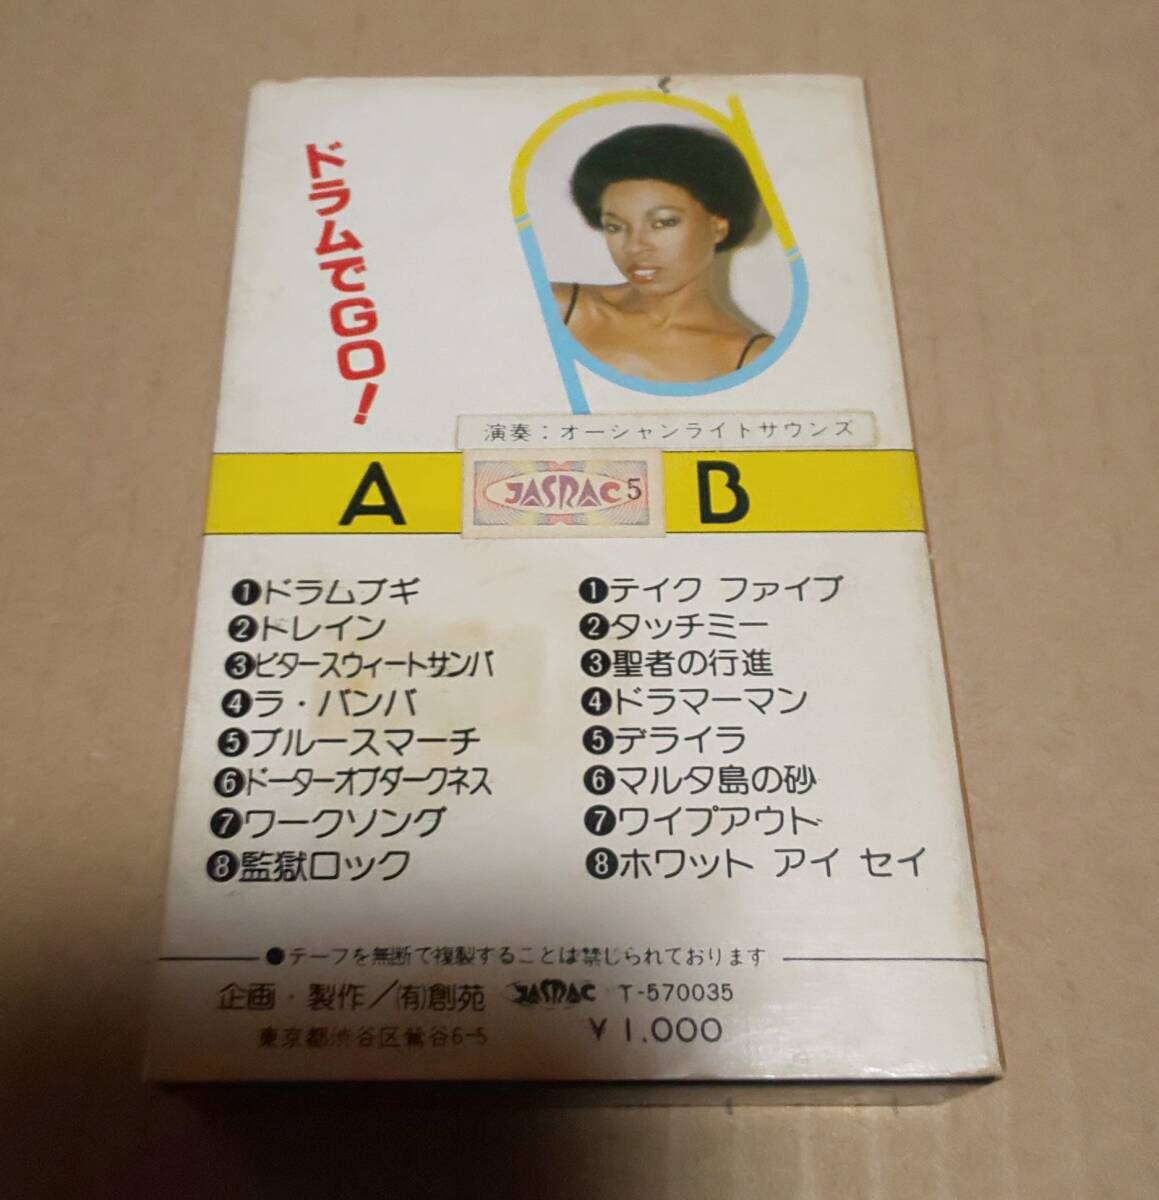 ドラムでGO!
演奏：オーシャンライトサウンズ
A
JASRAC 5
B
❶ドラムブギ
❷ドレイン
❸ビタースウィートサンバ
❹ラ・バンバ
❺ブルースマーチ
❻ドーターオブダークネス
❼ワークソング
❽監獄ロック
❶テイク ファイブ
❷タッチミー
❸聖者の行進
❹ドラマーマン
❺デライラ
❻マルタ島の砂
❼ワイプアウト
❽ホワット アイ セイ
●テープを無断で複製することは禁じられております
企画・製作／㈲創苑 JASRAC T-570035
東京都渋谷区鶯谷6-5 ¥1,000